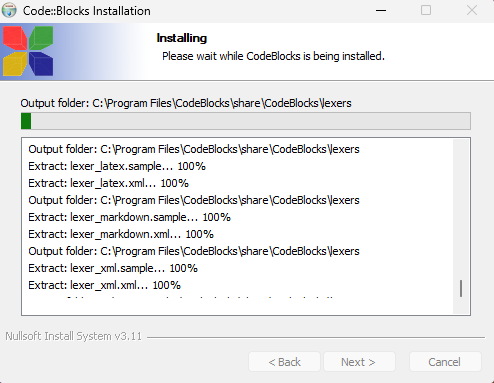 Code::Blocks Installation
Installing
Please wait while CodeBlocks is being installed.
Output folder: C:\Program Files\CodeBlocks\share\CodeBlocks\lexers
Output folder: C:\Program Files\CodeBlocks\share\CodeBlocks\lexers
Extract: lexer_latex.sample... 100%
Extract: lexer_latex.xml... 100%
Output folder: C:\Program Files\CodeBlocks\share\CodeBlocks\lexers
Extract: lexer_markdown.sample... 100%
Extract: lexer_markdown.xml... 100%
Output folder: C:\Program Files\CodeBlocks\share\CodeBlocks\lexers
Extract: lexer_xml.sample... 100%
Extract: lexer_xml.xml... 100%
Nullsoft Install System v3.11
< Back Next > Cancel